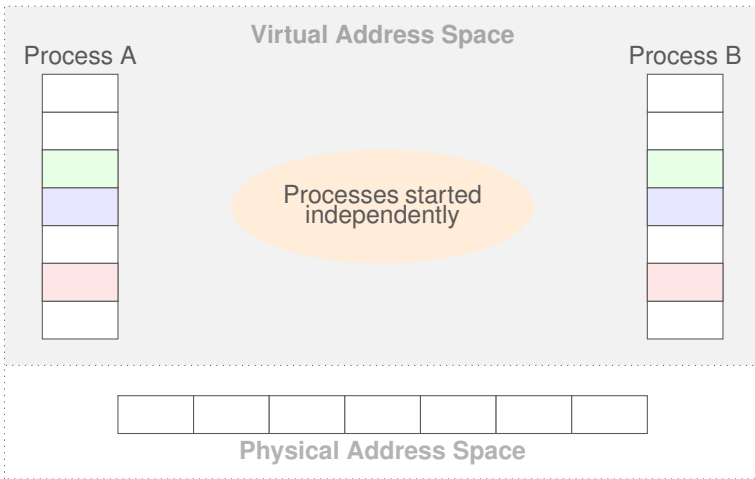 Virtual Address Space
Process A
Process B
Processes started
independently
Physical Address Space